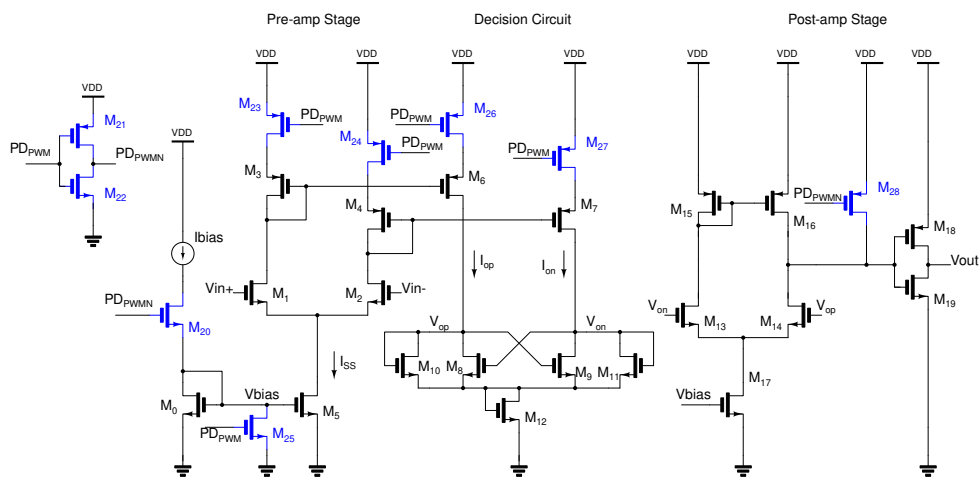 Pre-amp Stage
Decision Circuit
Post-amp Stage
VDD
VDD
VDD
VDD
VDD
VDD
VDD
VDD
VDD
VDD
M23
PDPWM
PDPWM
M26
M21
M24
PDPWM
PDPWM
M27
PDPWM
PDPWMN
M22
M3
M6
M4
M7
PDPWMN
M28
M15
M16
M18
Ibias
Iop
Ion
Vout
Vin+
M1
M2
Vin-
M19
PDPWMN
M20
Vop
Von
Von
M13
M14
Vop
ISS
M10
M8
M9
M11
M17
Vbias
Vbias
M0
M5
M12
PDPWM
M25